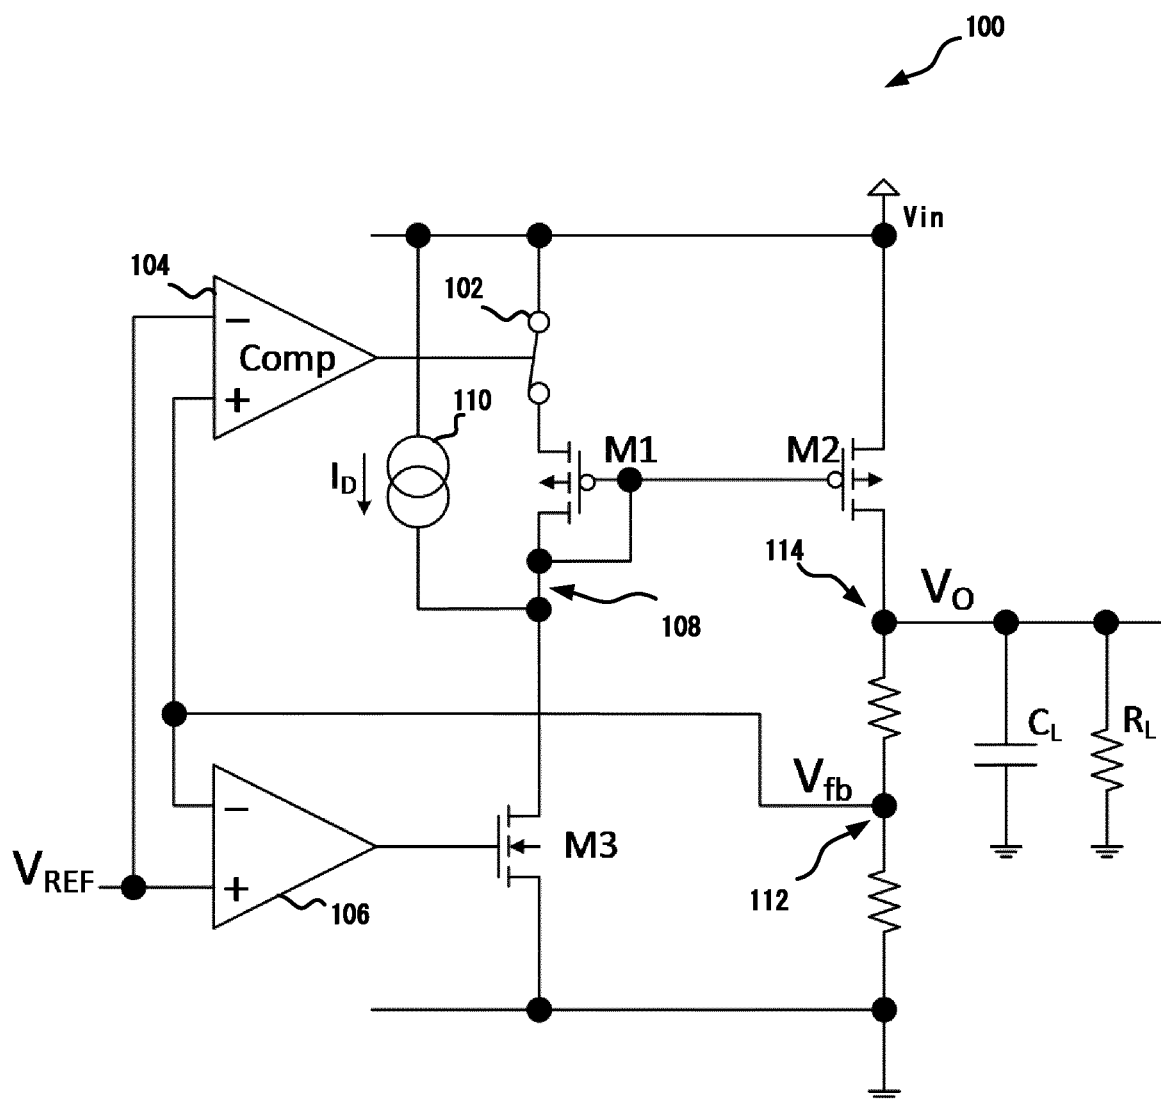 100
Vin
104
102
− Comp +
110
I_D
M1
M2
114
V_O
108
C_L
R_L
V_fb
− +
M3
V_REF
106
112